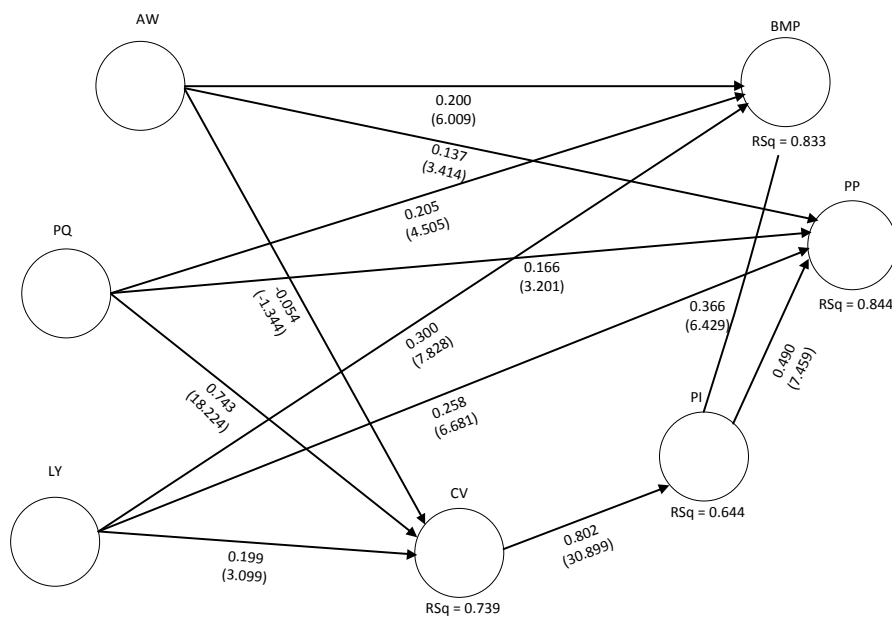 AW
BMP
0.200
(6.009)
RSq = 0.833
0.137
(3.414)
PP
0.205
(4.505)
PQ
0.166
(3.201)
-0.054
(-1.344)
RSq = 0.844
0.366
(6.429)
0.300
(7.828)
0.490
(7.459)
0.743
(18.224)
0.258
(6.681)
PI
LY
CV
RSq = 0.644
0.802
(30.899)
0.199
(3.099)
RSq = 0.739